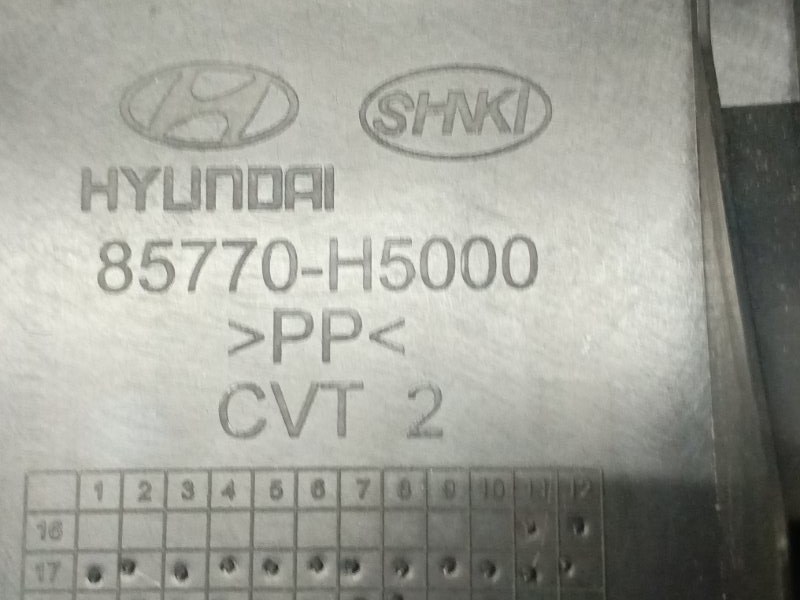 SHNKI
HYUNDAI
85770-H5000
>PP<
CVT 2
1 2 3 4 5 6 7 8 9 10 11 12
16
17